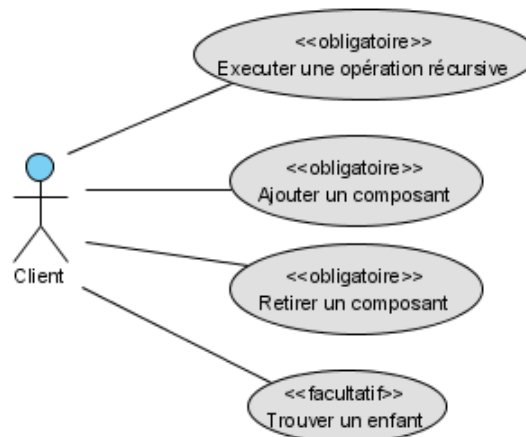 <<obligatoire>>
Executer une opération récursive
<<obligatoire>>
Ajouter un composant
Client
<<obligatoire>>
Retirer un composant
<<facultatif>>
Trouver un enfant